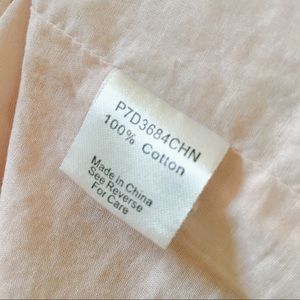 P7D3684CHN
100% Cotton
Made in China
See Reverse
For Care